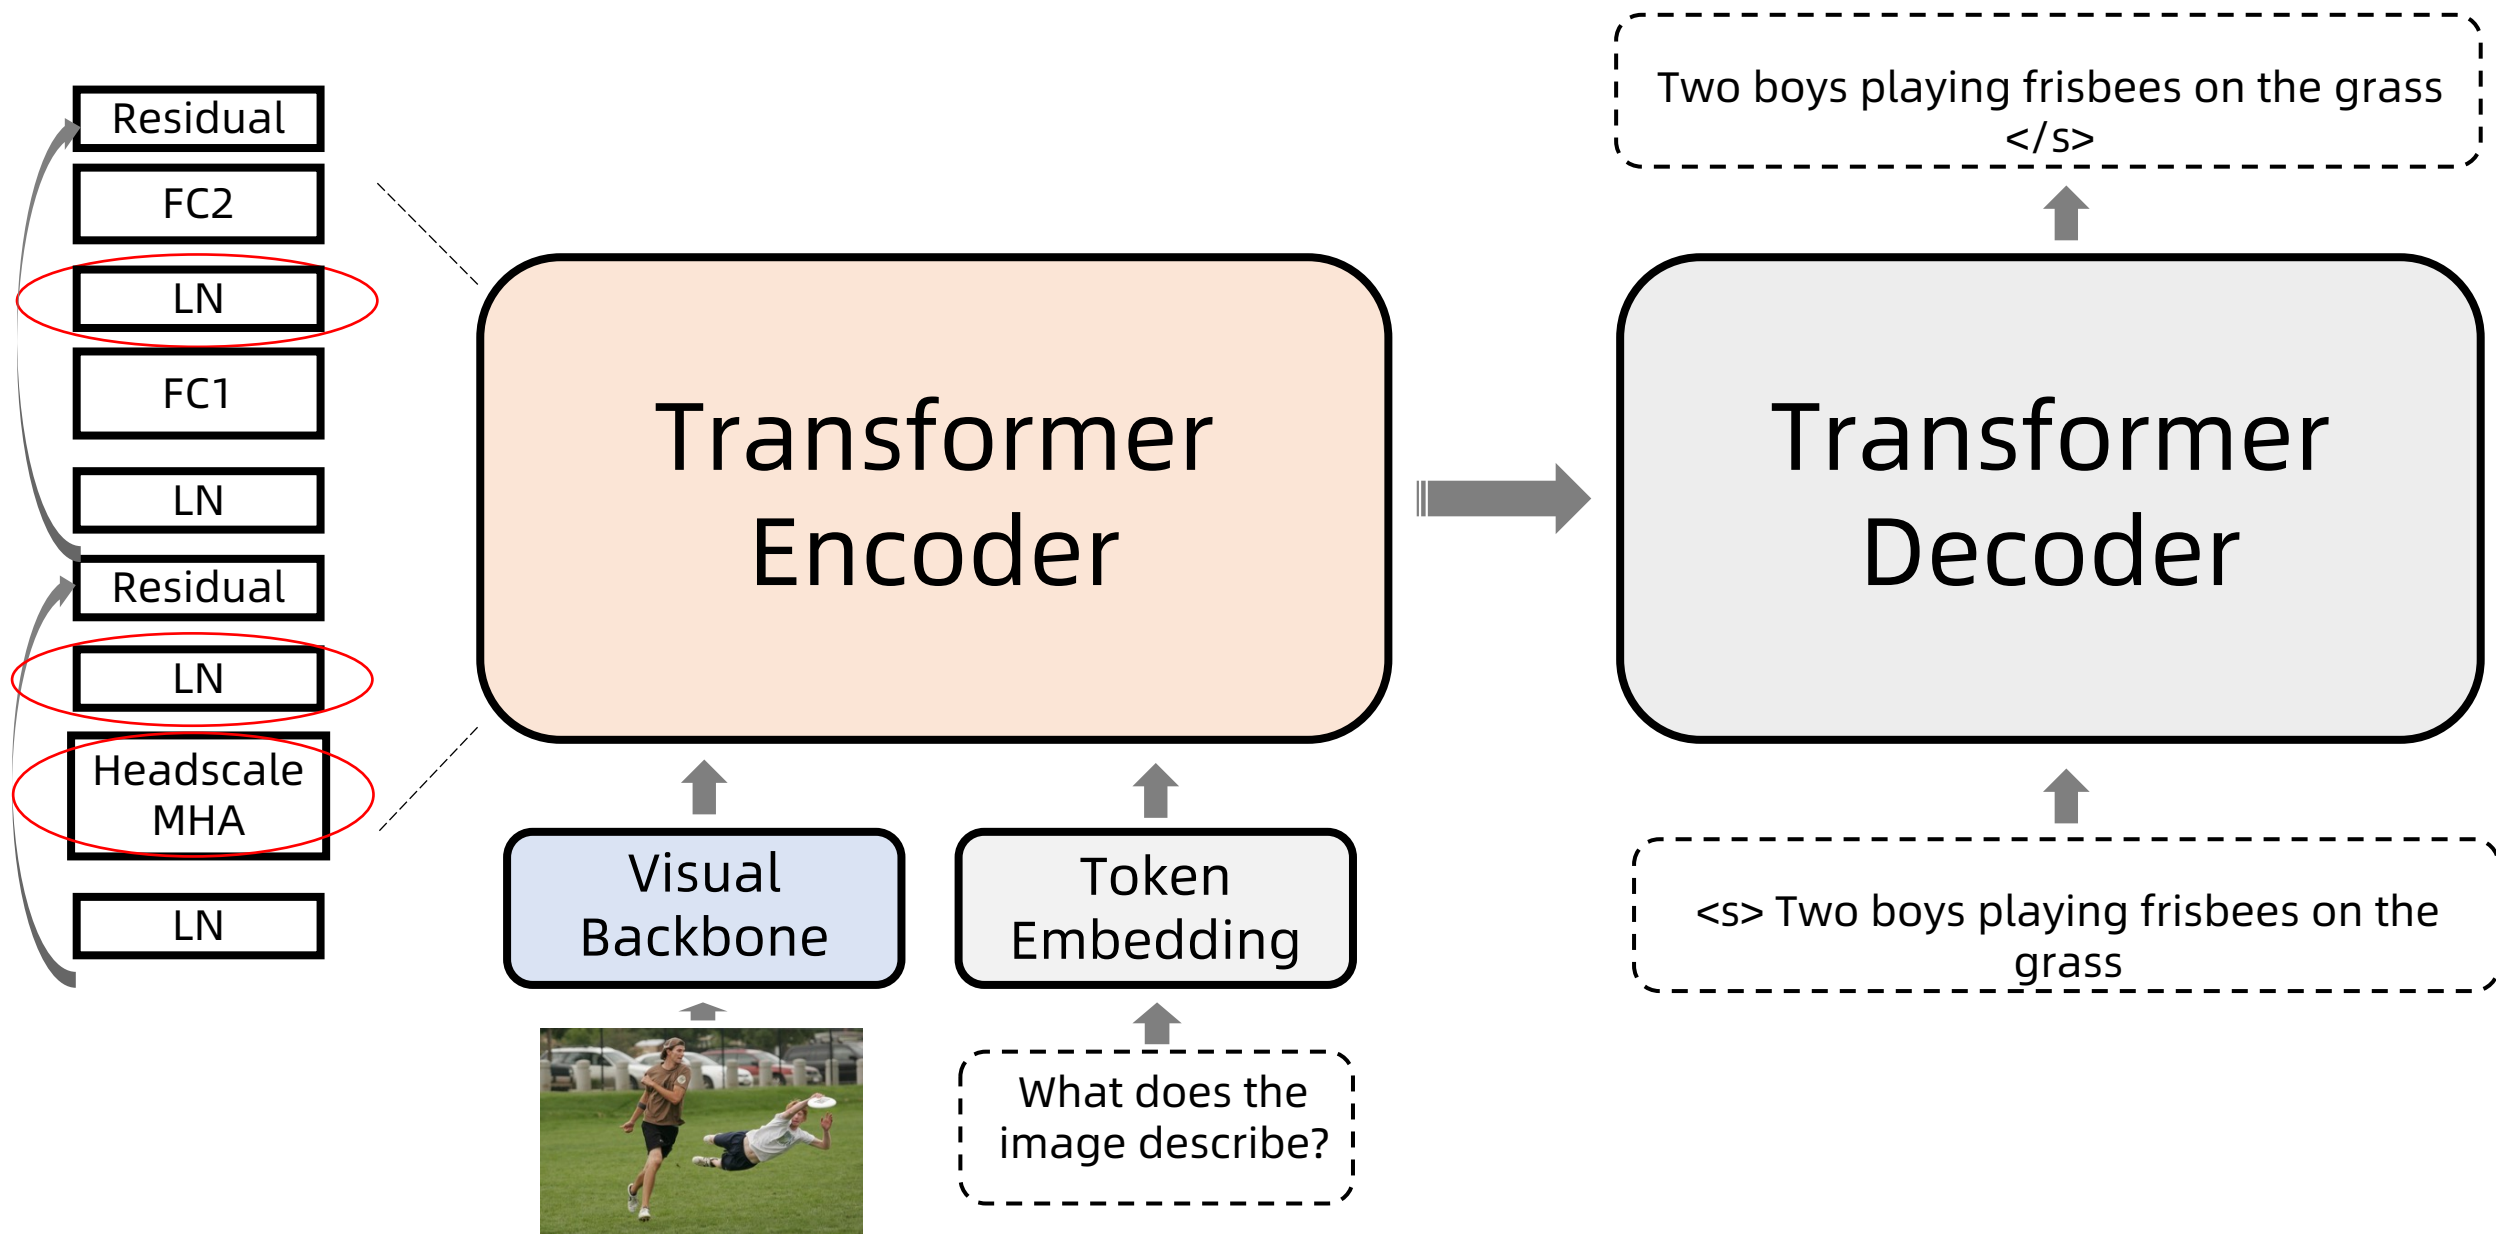 Residual
FC2
LN
FC1
LN
Residual
LN
Headscale
MHA
LN
Transformer
Encoder
Visual
Backbone
Token
Embedding
What does the
image describe?
Two boys playing frisbees on the grass
</s>
Transformer
Decoder
<s> Two boys playing frisbees on the
grass